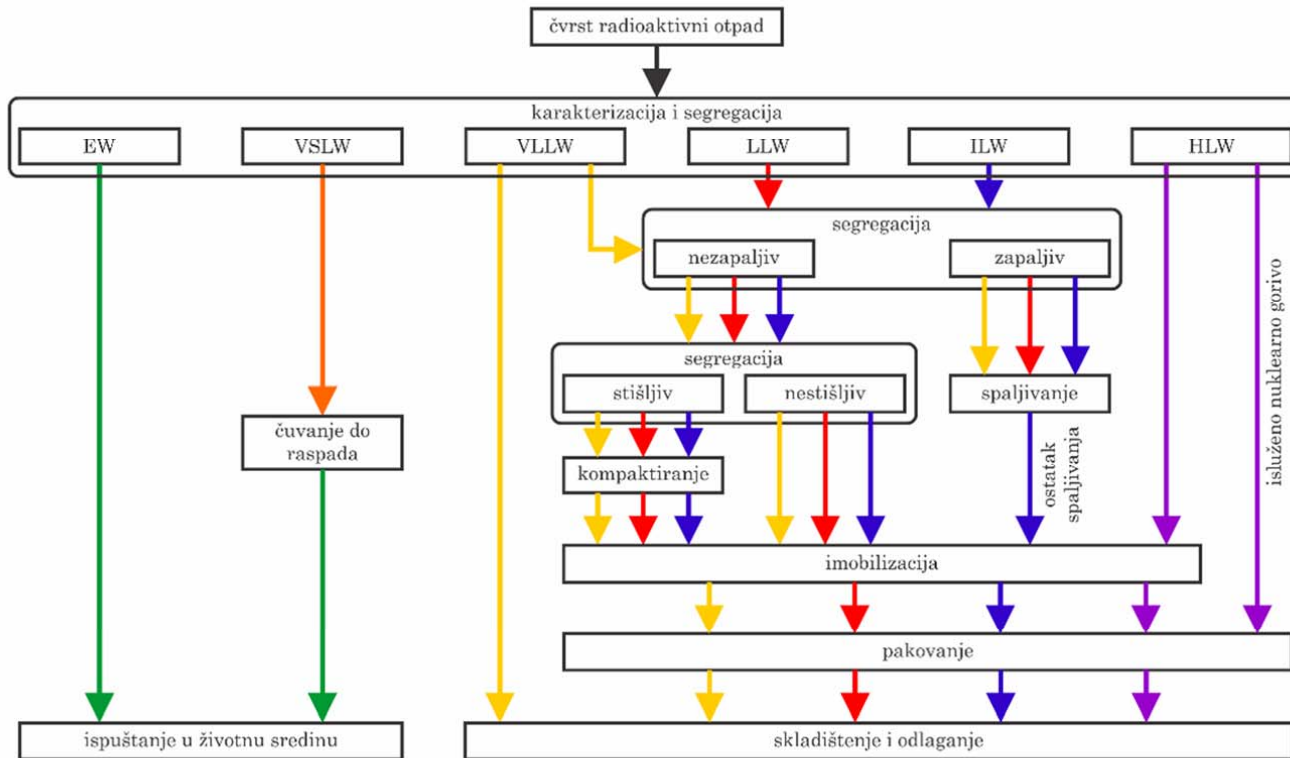 čvrst radioaktivni otpad
karakterizacija i segregacija
EW
VSLW
VLLW
LLW
ILW
HLW
segregacija
nezapaljiv
zapaljiv
segregacija
stišljiv
nestišljiv
spaljivanje
čuvanje do
raspada
kompaktiranje
ostatak
spaljivanja
isluženo nuklearno gorivo
imobilizacija
pakovanje
ispuštanje u životnu sredinu
skladištenje i odlaganje